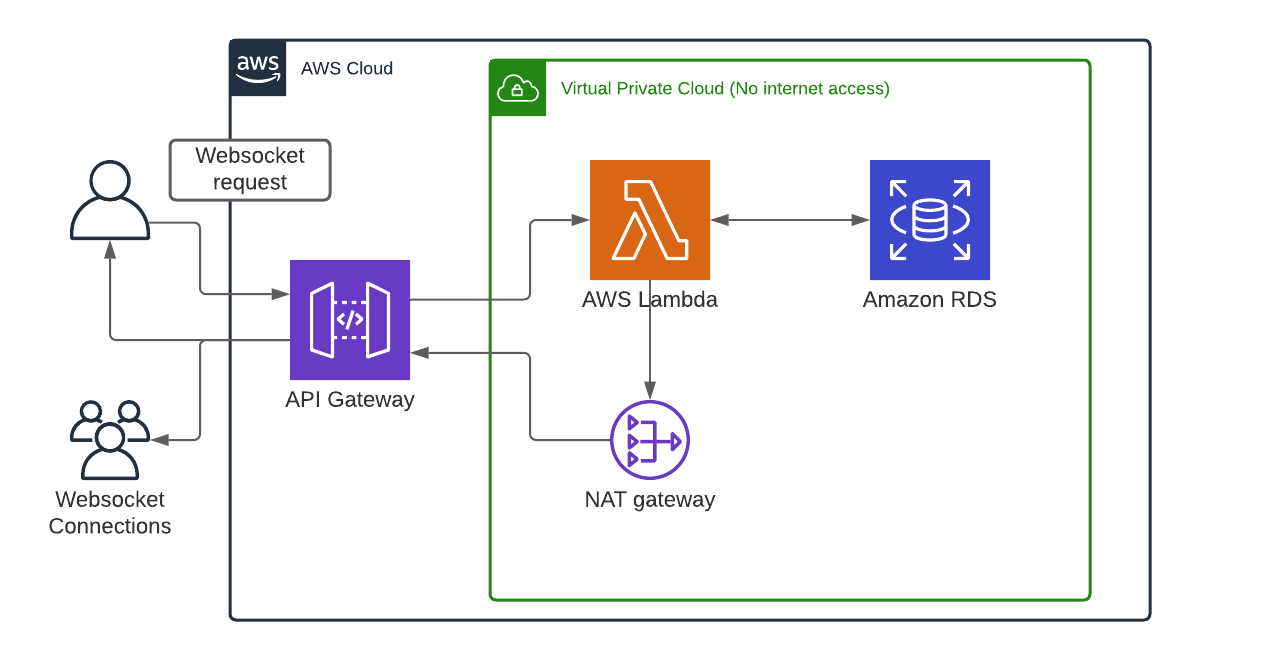 aws
AWS Cloud
Virtual Private Cloud (No internet access)
Websocket
request
</>
API Gateway
AWS Lambda
Amazon RDS
NAT gateway
Websocket
Connections